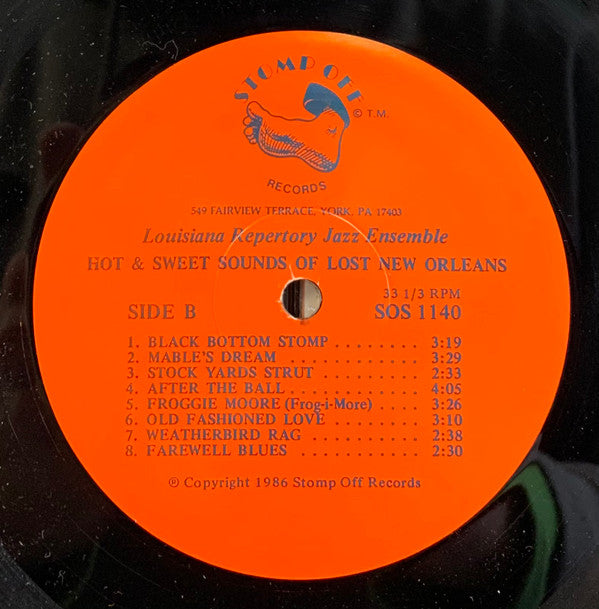 STOMP OFF
© T.M.
RECORDS
549 FAIRVIEW TERRACE, YORK, PA 17403
Louisiana Repertory Jazz Ensemble
HOT & SWEET SOUNDS OF LOST NEW ORLEANS
33 1/3 RPM
SIDE B SOS 1140
1. BLACK BOTTOM STOMP ........ 3:19
2. MABLE'S DREAM ........... 3:29
3. STOCK YARDS STRUT ........ 2:33
4. AFTER THE BALL ........... 4:05
5. FROGGIE MOORE (Frog-i-More) .... 3:26
6. OLD FASHIONED LOVE ....... 3:10
7. WEATHERBIRD RAG .......... 2:38
8. FAREWELL BLUES ........... 2:30
℗ Copyright 1986 Stomp Off Records